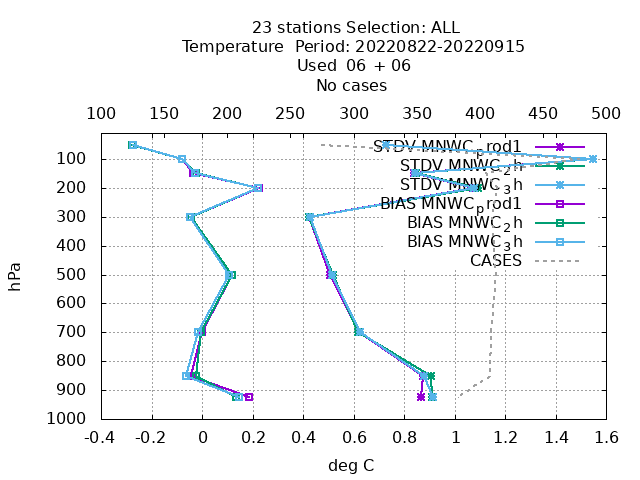 23 stations Selection: ALL
Temperature  Period: 20220822-20220915
Used  06 + 06
No cases
100 150 200 250 300 350 400 450 500
STDV MNWC_prod1
100
STDV MNWC_2h
STDV MNWC_3h
200
BIAS MNWC_prod1
300
BIAS MNWC_2h
400
BIAS MNWC_3h
CASES
500
600
700
800
900
1000
hPa
-0.4 -0.2 0 0.2 0.4 0.6 0.8 1 1.2 1.4 1.6
deg C